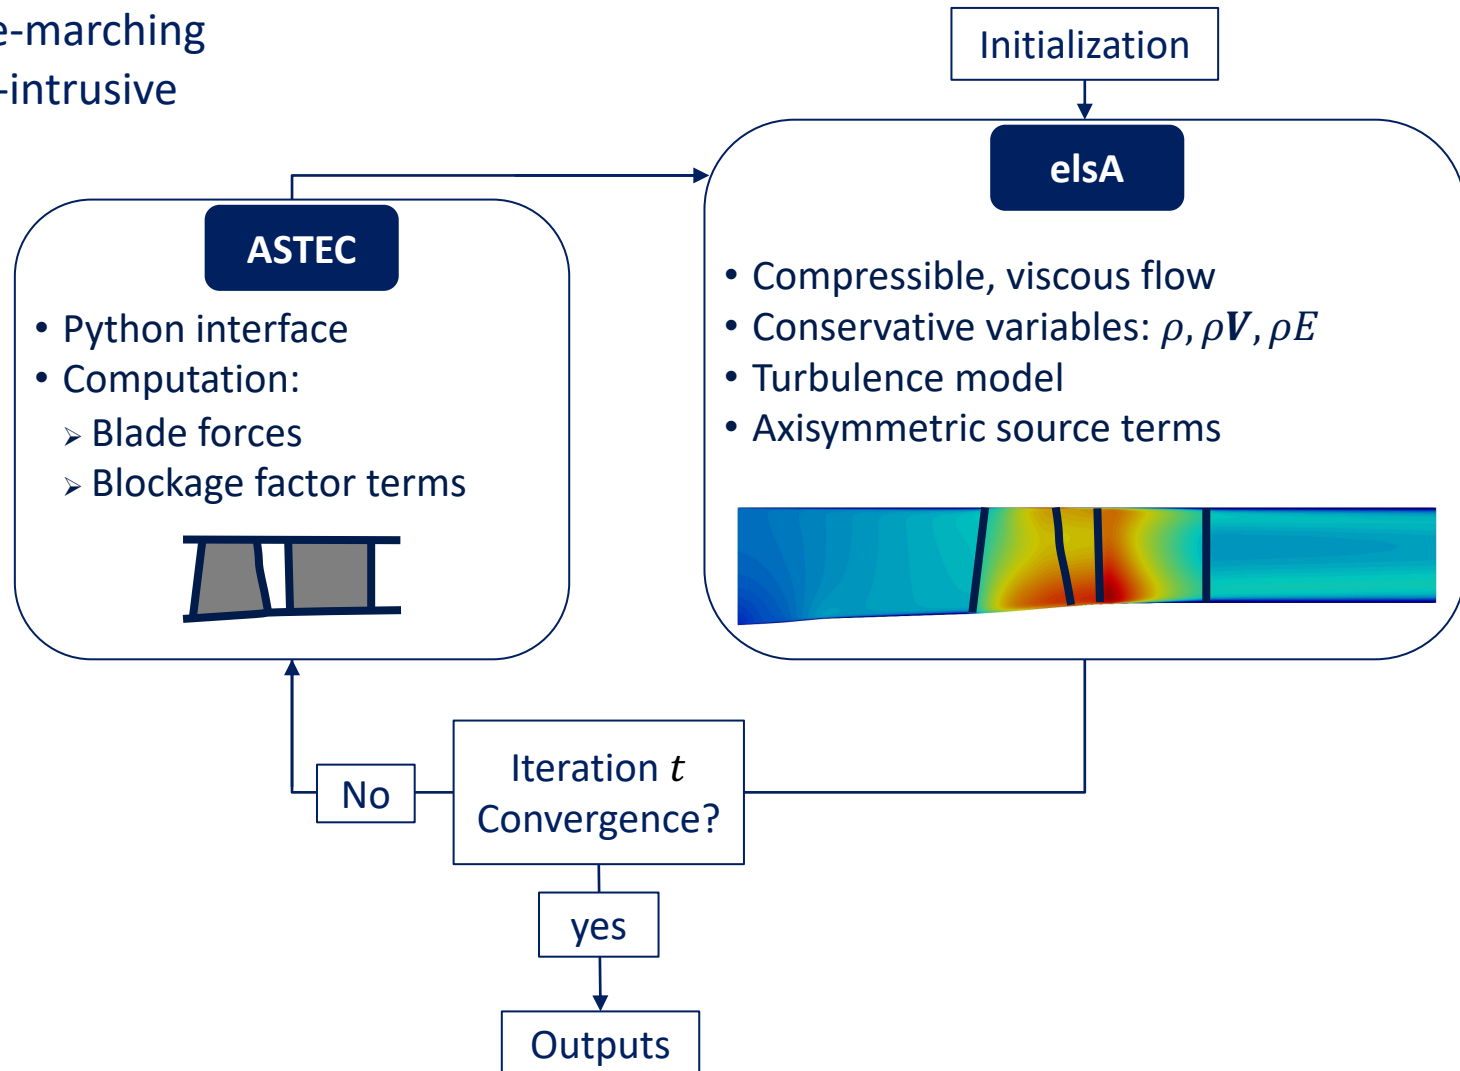 e-marching
-intrusive
Initialization
elsA
• Compressible, viscous flow
• Conservative variables: ρ, ρV, ρE
• Turbulence model
• Axisymmetric source terms
ASTEC
• Python interface
• Computation:
➢ Blade forces
➢ Blockage factor terms
Iteration t
Convergence?
No
yes
Outputs